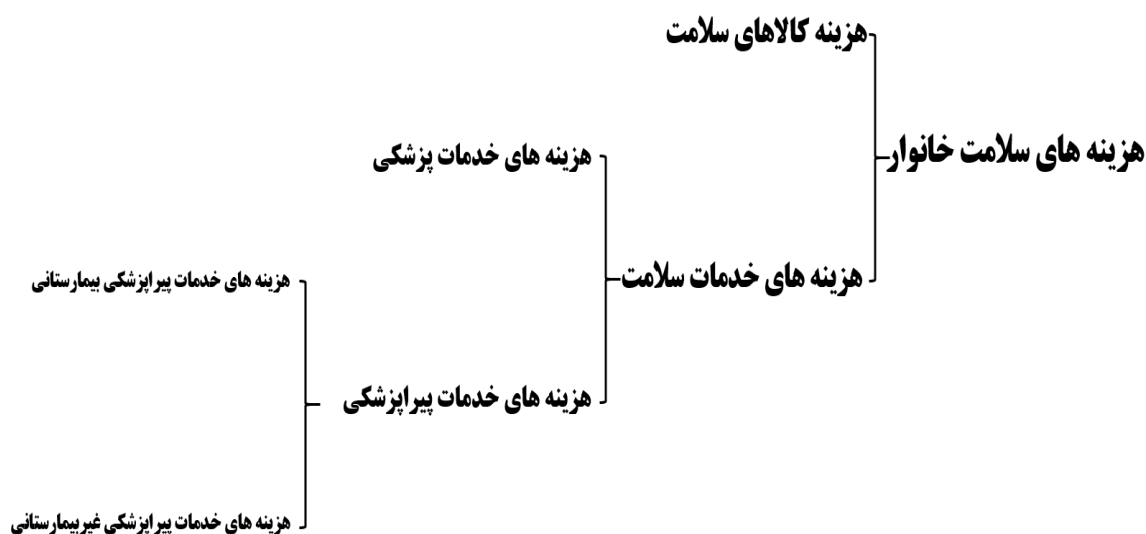 هزینه کالاهای سلامت
هزینه های سلامت خانوار
هزینه های خدمات پزشکی
هزینه های خدمات سلامت
هزینه های خدمات پیراپزشکی بیمارستانی
هزینه های خدمات پیراپزشکی
هزینه های خدمات پیراپزشکی غیربیمارستانی